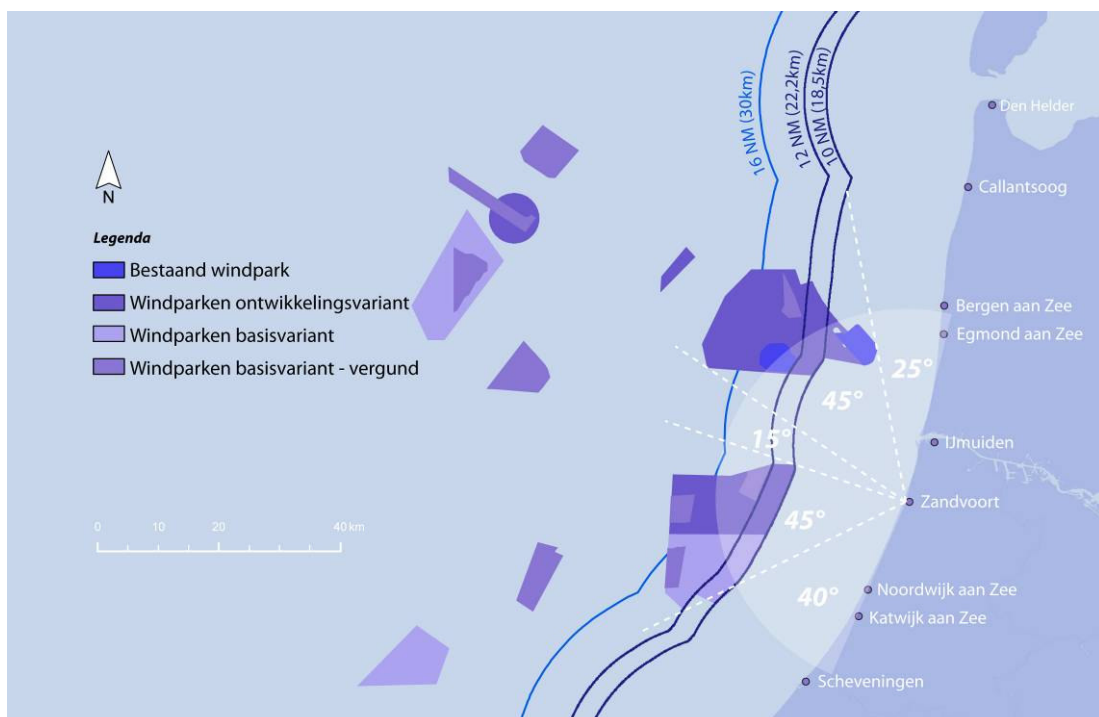 16 NM (30km)
12 NM (22,2km)
10 NM (18,5km)
Den Helder
Callantsoog
N
Legenda
Bestaand windpark
Windparken ontwikkelingsvariant
Windparken basisvariant
Windparken basisvariant - vergund
Bergen aan Zee
Egmond aan Zee
25°
45°
15°
IJmuiden
Zandvoort
45°
0 10 20 40 km
40°
Noordwijk aan Zee
Katwijk aan Zee
Scheveningen